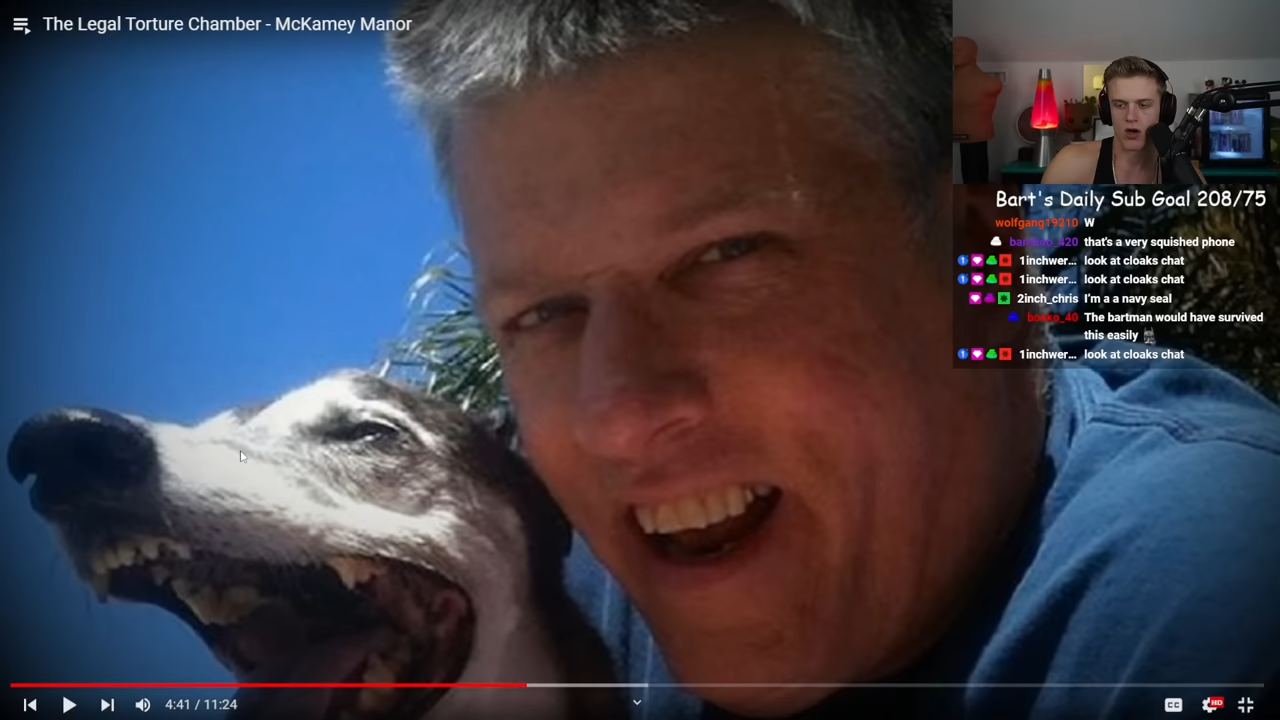 The Legal Torture Chamber - McKamey Manor
Bart's Daily Sub Goal 208/75
wolfgang19210 W
that's a very squished phone
1inchwer... look at cloaks chat
1inchwer... look at cloaks chat
2inch_chris I'm a a navy seal
The bartman would have survived
this easily
1inchwer... look at cloaks chat
4:41 / 11:24
CC
HD